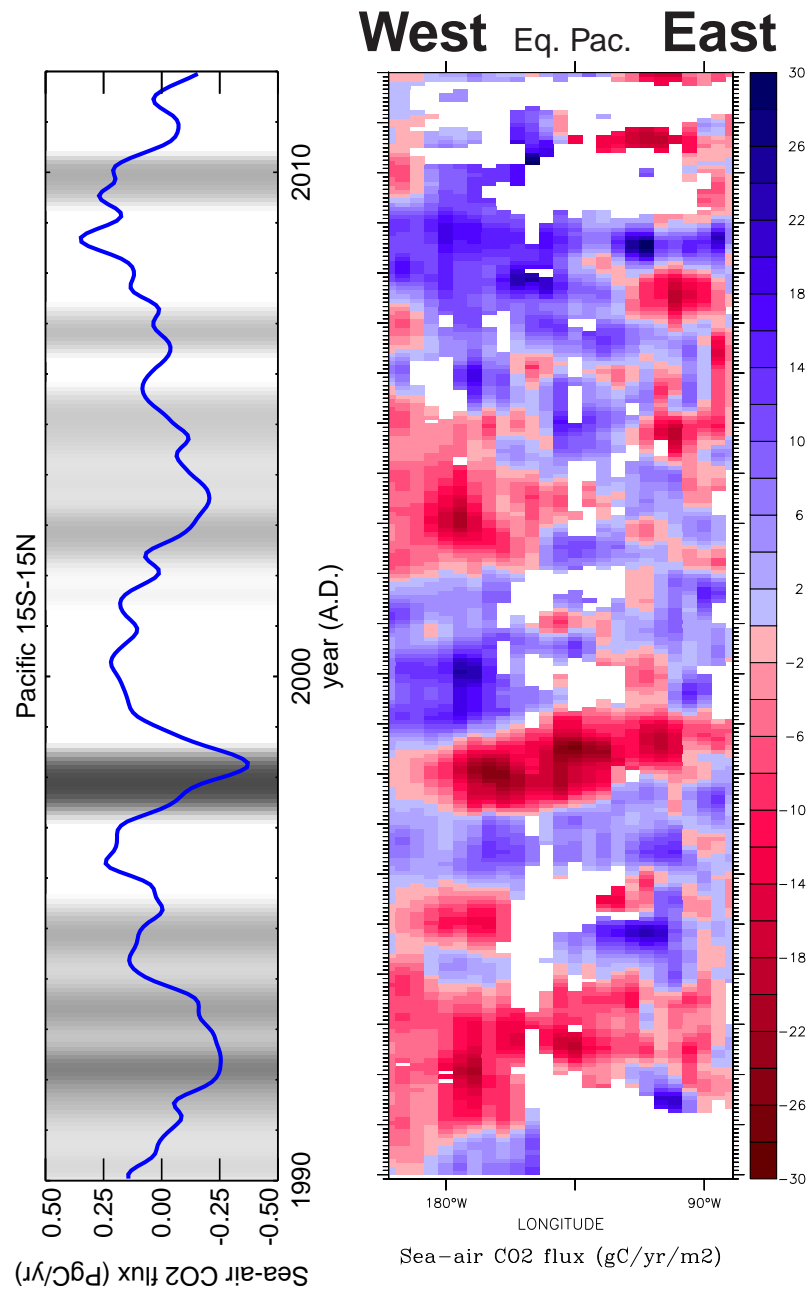 West Eq. Pac. East
Pacific 15S-15N
0.50 0.25 0.00 -0.25 -0.50
Sea-air CO2 flux (PgC/yr)
1990 2000 2010
year (A.D.)
180°W 90°W
LONGITUDE
Sea-air CO2 flux (gC/yr/m2)
30
26
22
18
14
10
6
2
-2
-6
-10
-14
-18
-22
-26
-30